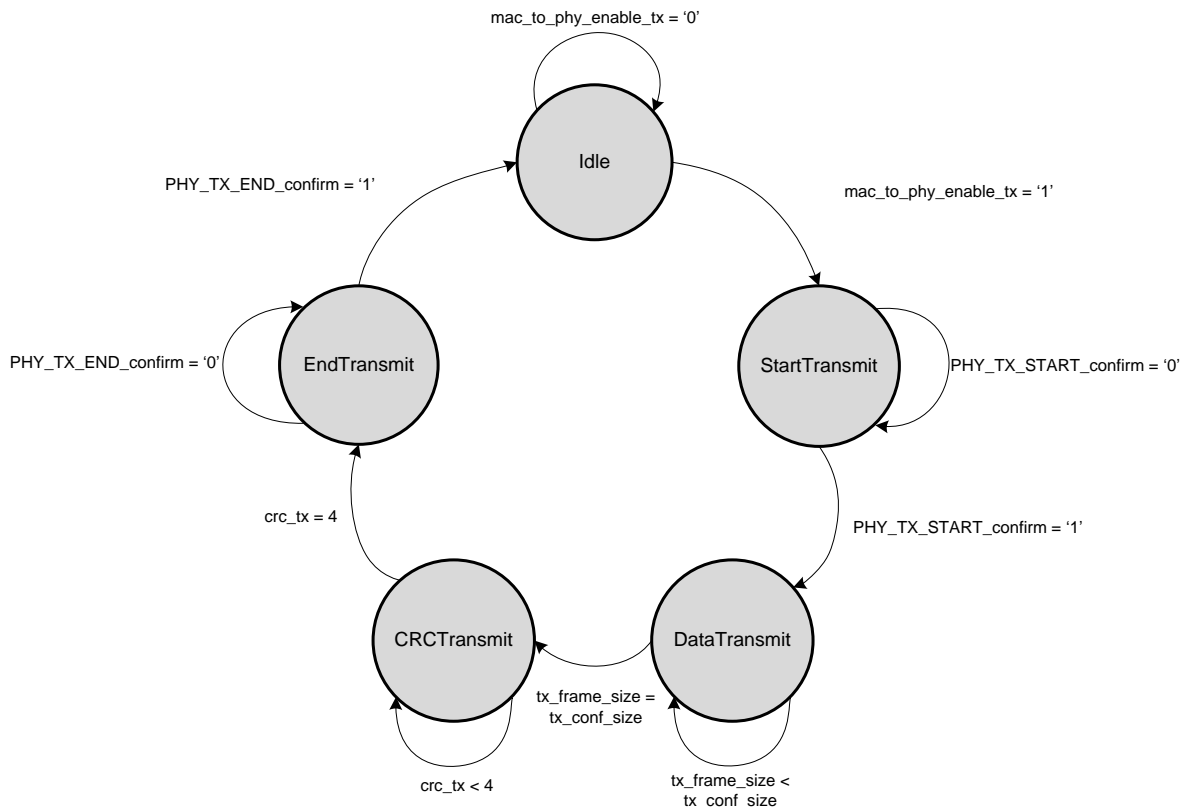 mac_to_phy_enable_tx = ‘0’
Idle
PHY_TX_END_confirm = ‘1’
mac_to_phy_enable_tx = ‘1’
PHY_TX_END_confirm = ‘0’
EndTransmit
StartTransmit
PHY_TX_START_confirm = ‘0’
crc_tx = 4
PHY_TX_START_confirm = ‘1’
CRCTransmit
DataTransmit
tx_frame_size =
tx_conf_size
crc_tx < 4
tx_frame_size <
tx_conf_size